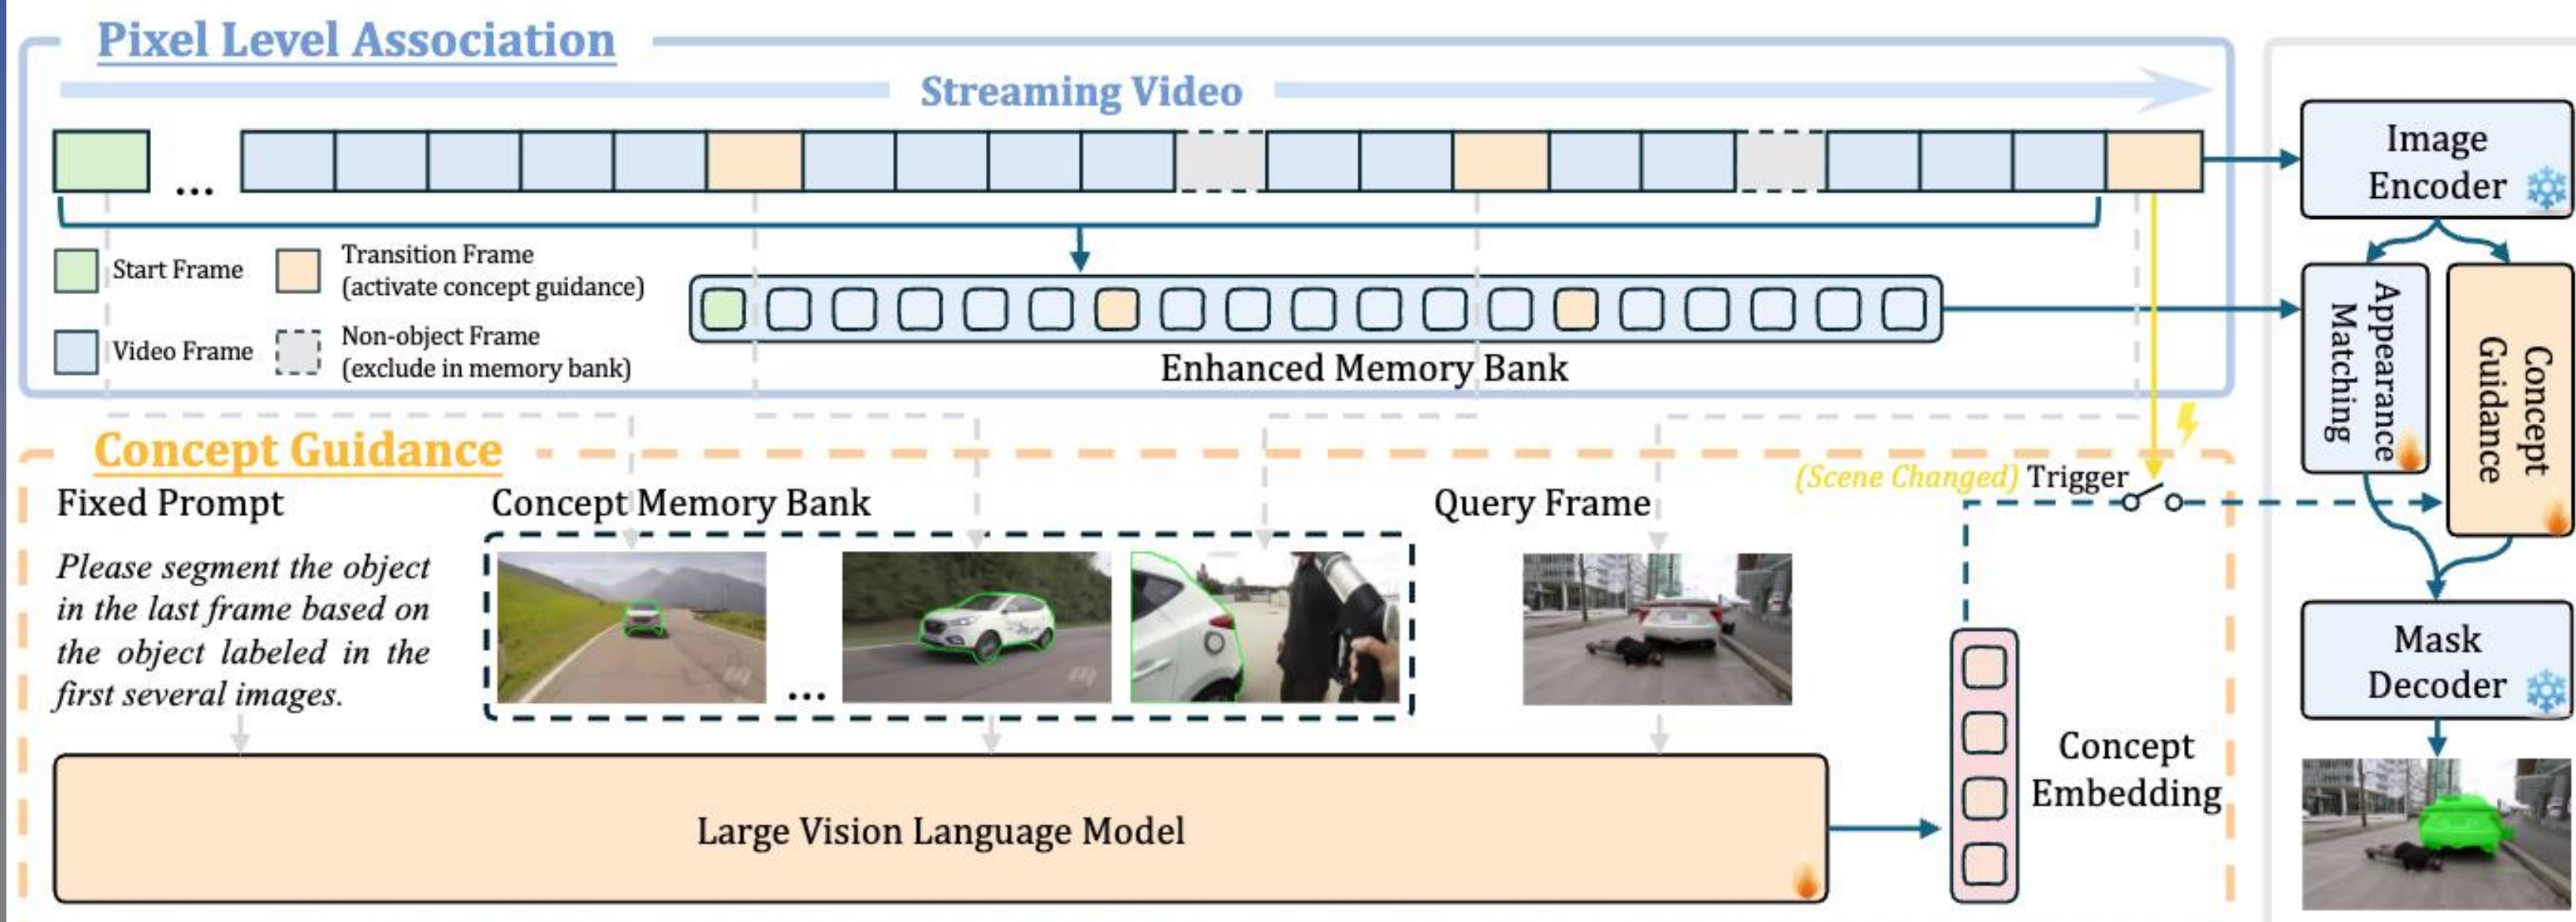 Pixel Level Association
Streaming Video
...
Start Frame
Transition Frame
(activate concept guidance)
Video Frame
Non-object Frame
(exclude in memory bank)
Enhanced Memory Bank
Concept Guidance
Fixed Prompt
Please segment the object
in the last frame based on
the object labeled in the
first several images.
Concept Memory Bank
...
Query Frame
(Scene Changed) Trigger
Large Vision Language Model
Concept
Embedding
Image
Encoder
Appearance
Matching
Concept
Guidance
Mask
Decoder